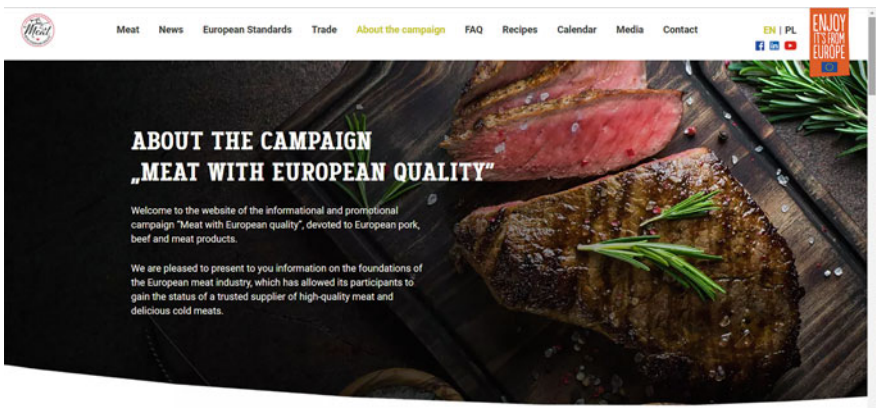 Meat
Meat News European Standards Trade About the campaign FAQ Recipes Calendar Media Contact
EN | PL
ENJOY
IT'S FROM
EUROPE
ABOUT THE CAMPAIGN
„MEAT WITH EUROPEAN QUALITY”
Welcome to the website of the informational and promotional
campaign “Meat with European quality”, devoted to European pork,
beef and meat products.
We are pleased to present to you information on the foundations of
the European meat industry, which has allowed its participants to
gain the status of a trusted supplier of high-quality meat and
delicious cold meats.